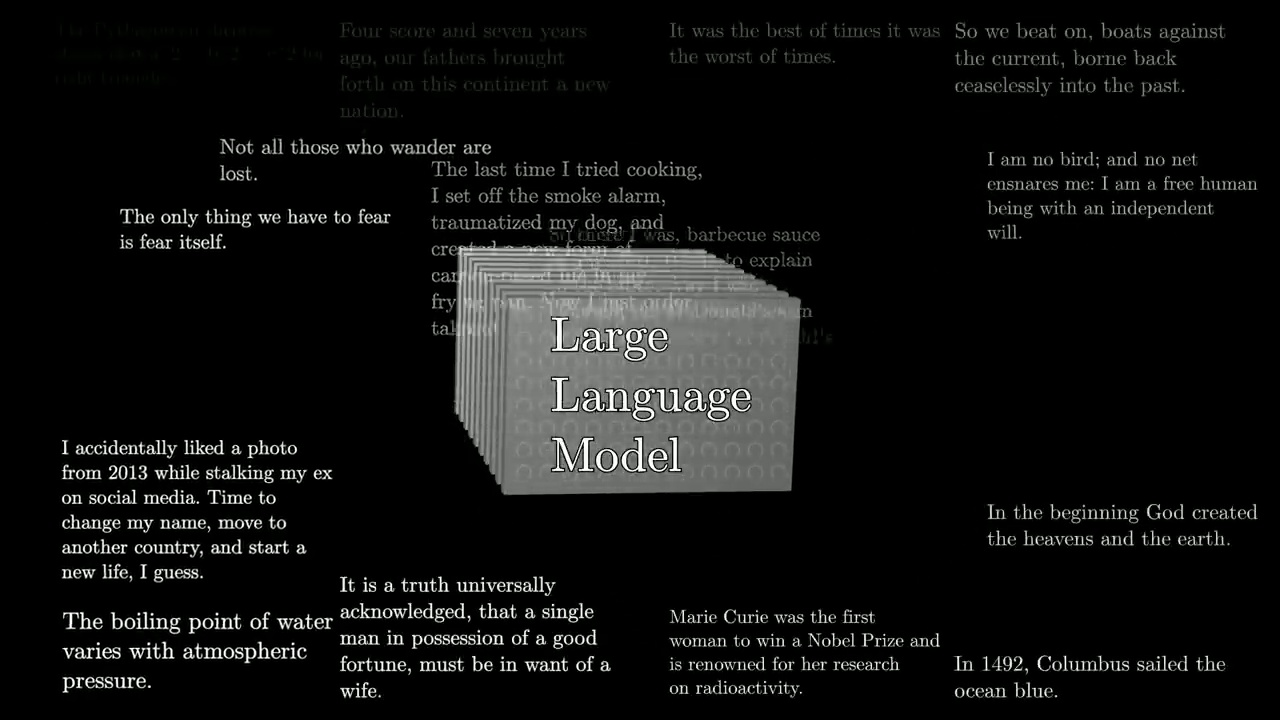 Four score and seven years
ago, our fathers brought
forth on this continent a new
nation.
It was the best of times it was
the worst of times.
So we beat on, boats against
the current, borne back
ceaselessly into the past.
Not all those who wander are
lost.
The last time I tried cooking,
I set off the smoke alarm,
traumatized my dog, and
created a new form of
frying pan. Now I just order
I am no bird; and no net
ensnares me: I am a free human
being with an independent
will.
The only thing we have to fear
is fear itself.
I was, barbecue sauce
to explain
Large
Language
Model
I accidentally liked a photo
from 2013 while stalking my ex
on social media. Time to
change my name, move to
another country, and start a
new life, I guess.
In the beginning God created
the heavens and the earth.
The boiling point of water
varies with atmospheric
pressure.
It is a truth universally
acknowledged, that a single
man in possession of a good
fortune, must be in want of a
wife.
Marie Curie was the first
woman to win a Nobel Prize and
is renowned for her research
on radioactivity.
In 1492, Columbus sailed the
ocean blue.